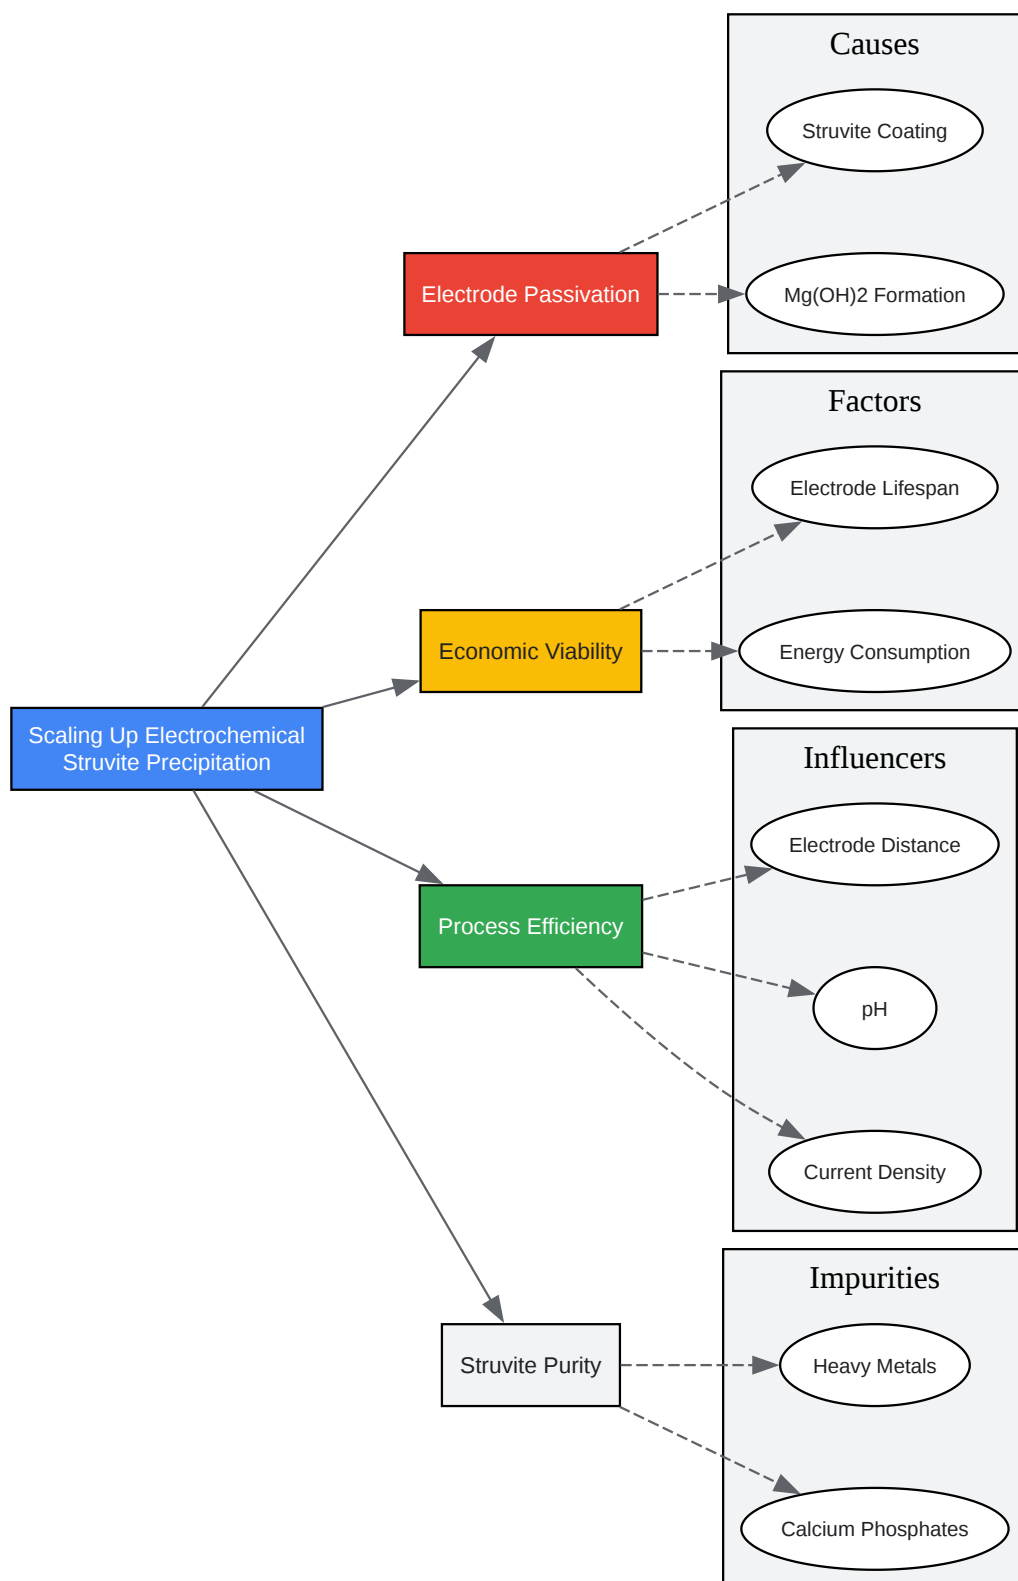 Causes
Struvite Coating
Electrode Passivation
Mg(OH)2 Formation
Factors
Electrode Lifespan
Economic Viability
Energy Consumption
Scaling Up Electrochemical
Struvite Precipitation
Influencers
Electrode Distance
Process Efficiency
pH
Current Density
Impurities
Struvite Purity
Heavy Metals
Calcium Phosphates